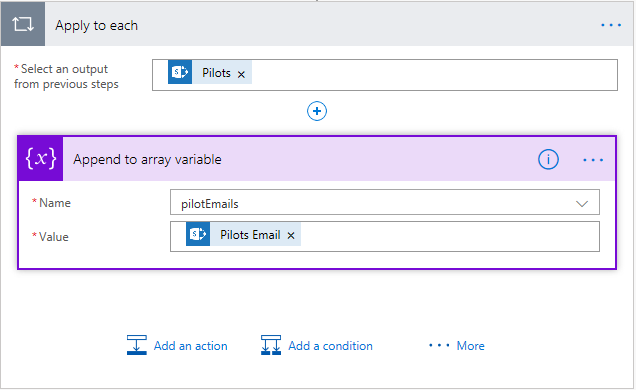 Apply to each
* Select an output
from previous steps
Pilots ×
{x} Append to array variable
* Name
pilotEmails
* Value
Pilots Email ×
Add an action Add a condition More